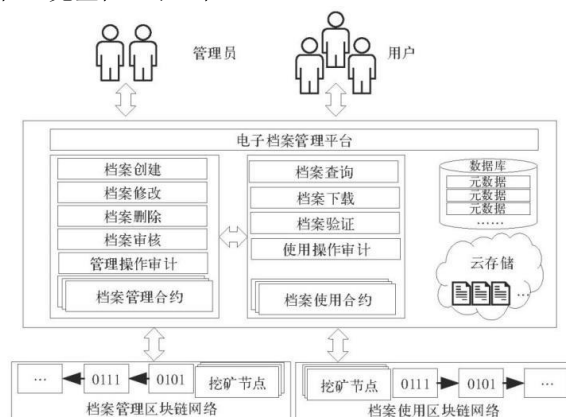 管理员
用户
电子档案管理平台
档案创建
档案修改
档案删除
档案审核
管理操作审计
档案管理合约
档案查询
档案下载
档案验证
使用操作审计
档案使用合约
数据库
元数据
元数据
元数据
……
云存储
…
… 0111 0101 挖矿节点
档案管理区块链网络
挖矿节点 0111 0101 …
档案使用区块链网络